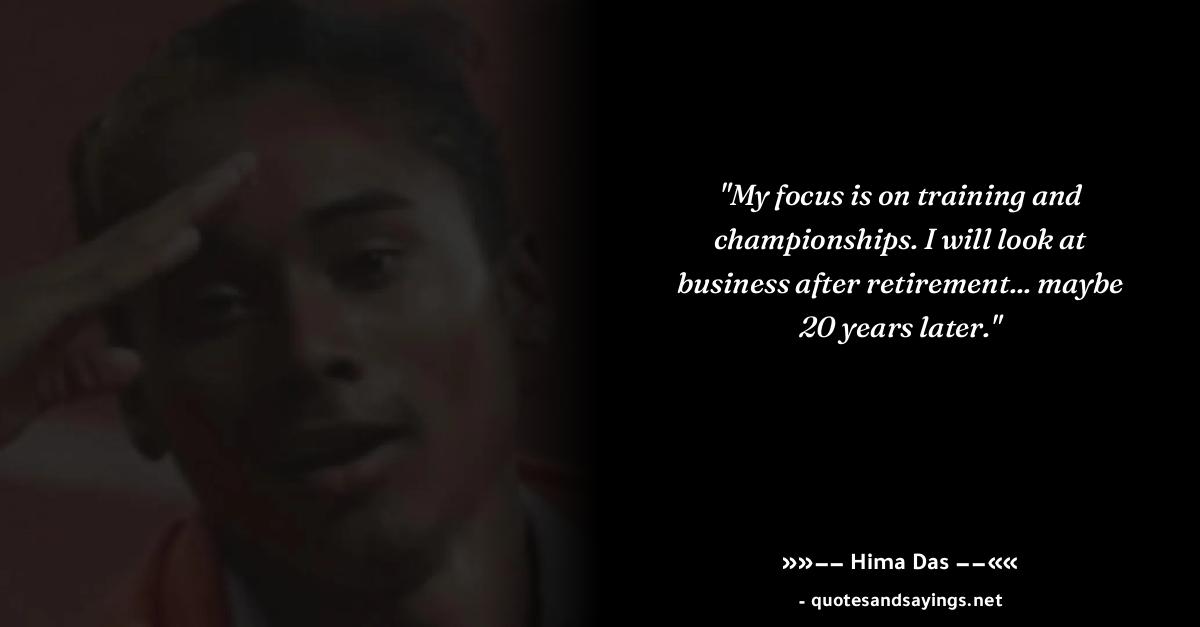 "My focus is on training and
championships. I will look at
business after retirement... maybe
20 years later."
»»–– Hima Das ––««
- quotesandsayings.net